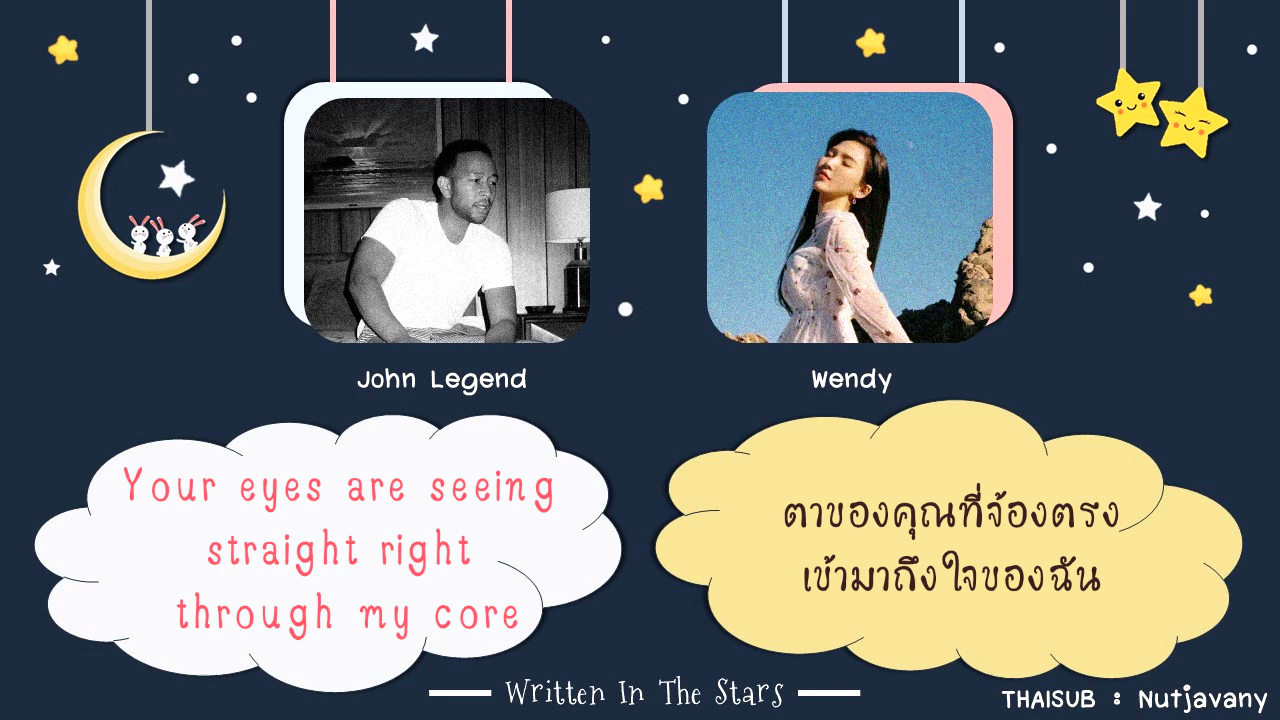 John Legend
Wendy
Your eyes are seeing
straight right
through my core
ตาของคุณที่จ้องตรง
เข้ามาถึงใจของฉัน
Written In The Stars
THAISUB : Nutjavany